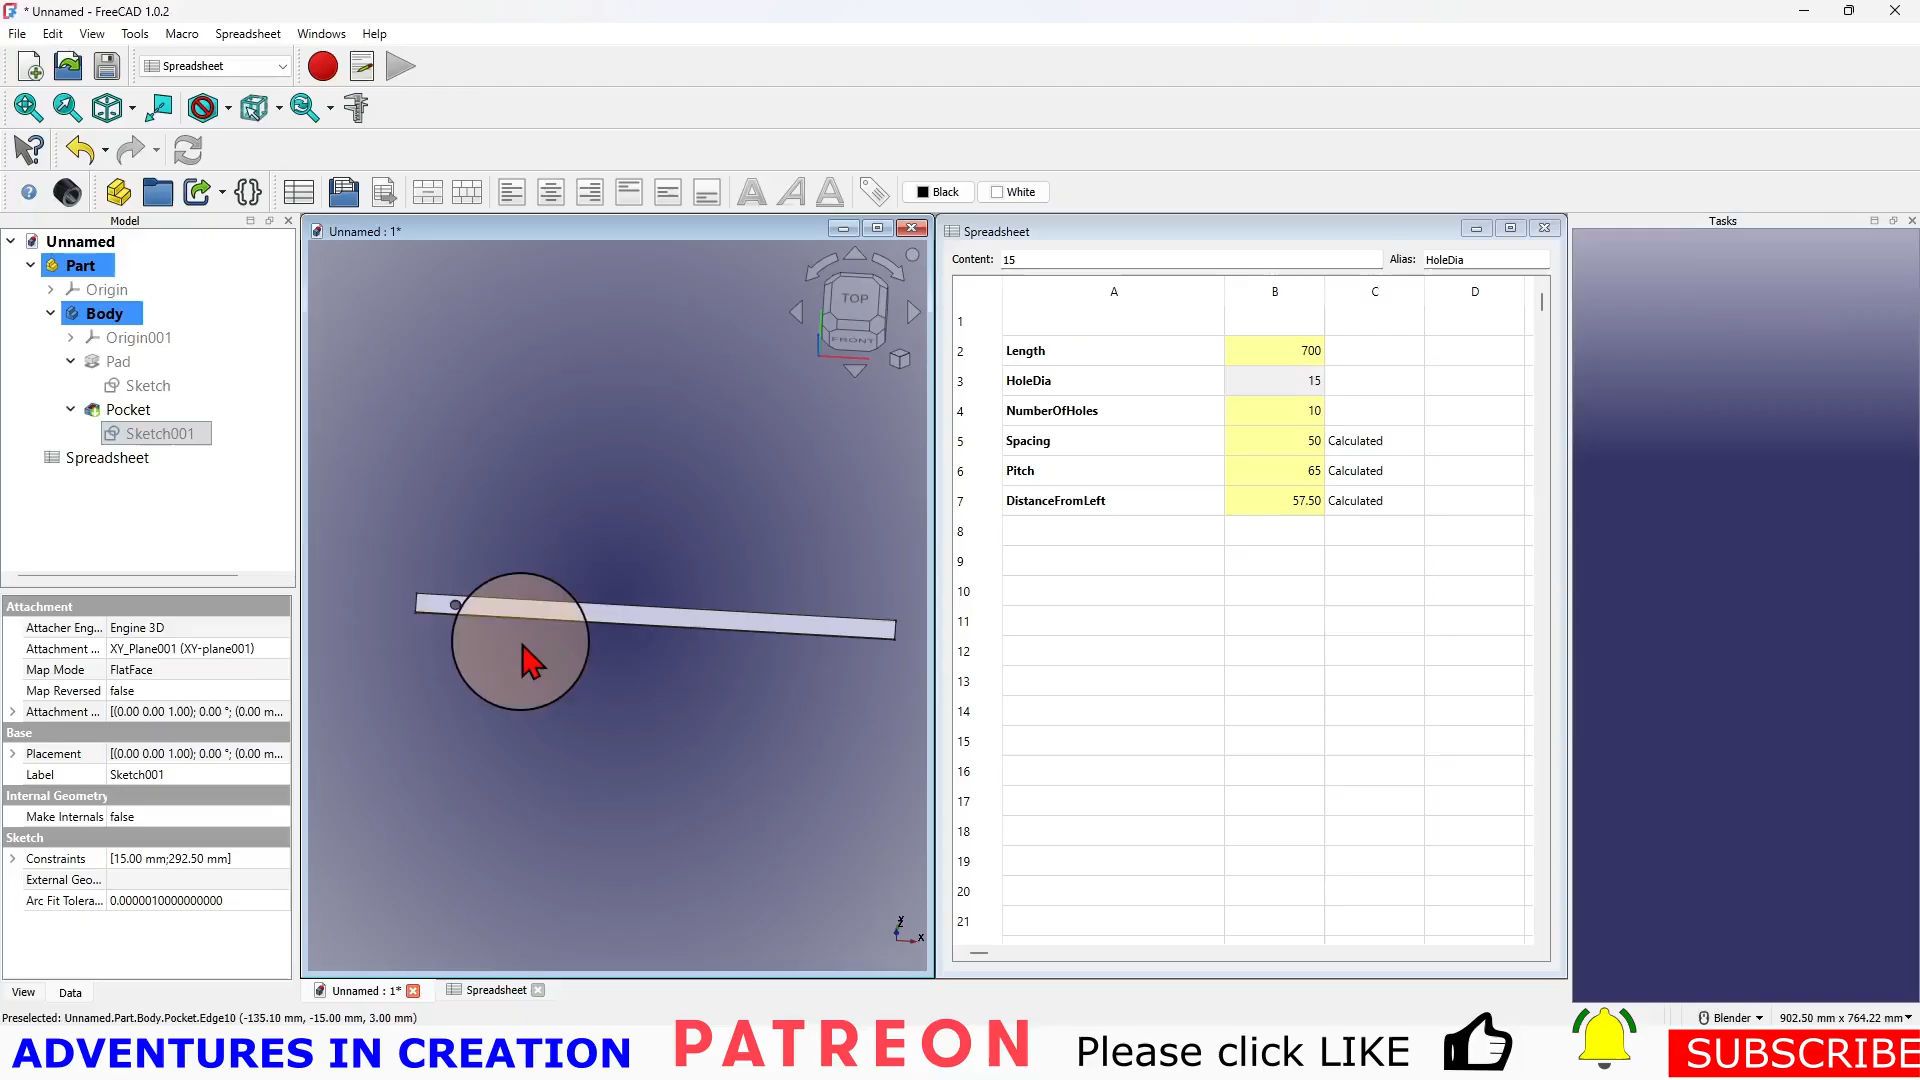 * Unnamed - FreeCAD 1.0.2
File Edit View Tools Macro Spreadsheet Windows Help
Spreadsheet
Black White
Model
Unnamed
Part
Origin
Body
Origin001
Pad
Sketch
Pocket
Sketch001
Spreadsheet
Attachment
Attacher Eng... Engine 3D
Attachment ... XY_Plane001 (XY-plane001)
Map Mode FlatFace
Map Reversed false
Attachment ... [(0.00 0.00 1.00); 0.00 °; (0.00 m...
Base
Placement [(0.00 0.00 1.00); 0.00 °; (0.00 m...
Label Sketch001
Internal Geometry
Make Internals false
Sketch
Constraints [15.00 mm;292.50 mm]
External Geo...
Arc Fit Tolera... 0.0000010000000000
View Data
Unnamed : 1*
TOP
FRONT
X
Y
Z
Unnamed : 1* Spreadsheet
Spreadsheet
Content: 15 Alias: HoleDia
A B C D
1
2 Length 700
3 HoleDia 15
4 NumberOfHoles 10
5 Spacing 50 Calculated
6 Pitch 65 Calculated
7 DistanceFromLeft 57.50 Calculated
8
9
10
11
12
13
14
15
16
17
18
19
20
21
Tasks
Preselected: Unnamed.Part.Body.Pocket.Edge10 (-135.10 mm, -15.00 mm, 3.00 mm)
Blender 902.50 mm x 764.22 mm
ADVENTURES IN CREATION PATREON Please click LIKE SUBSCRIBE